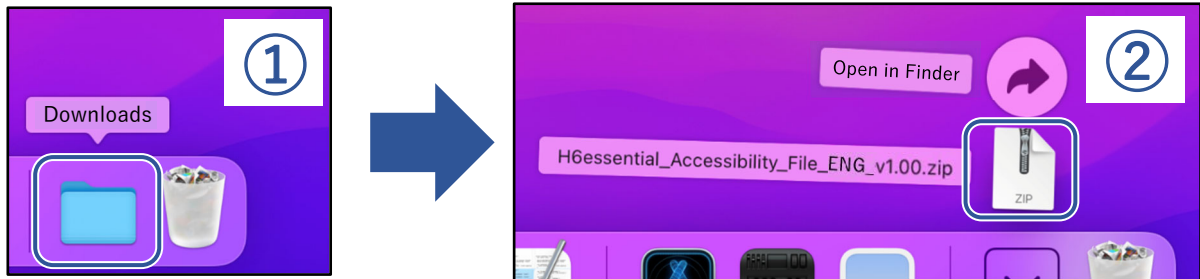 ①
Downloads
②
Open in Finder
H6essential_Accessibility_File_ENG_v1.00.zip
ZIP